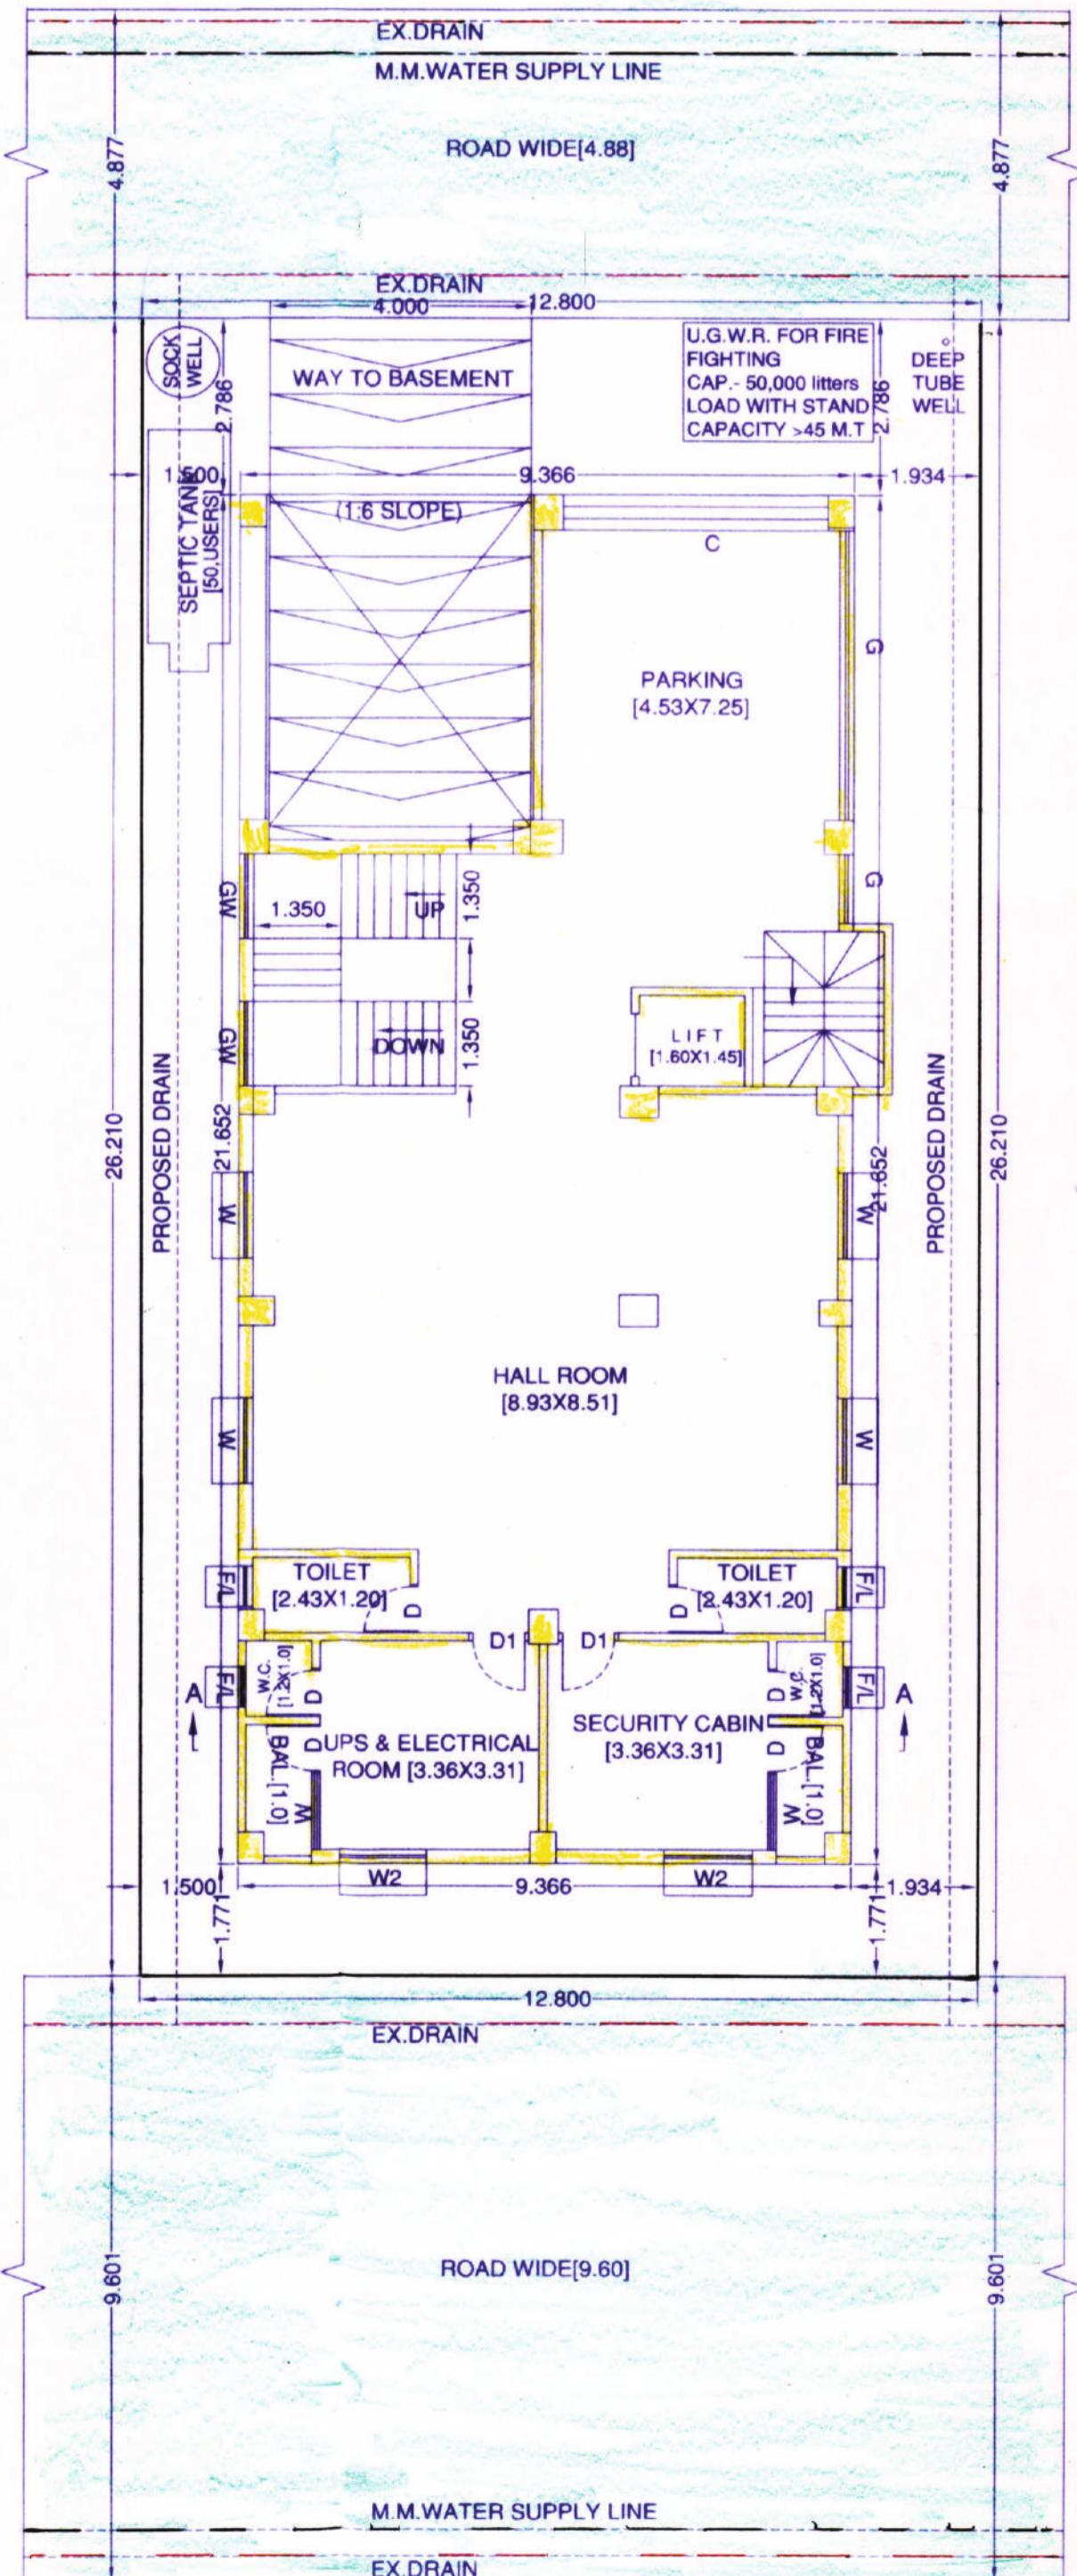 EX.DRAIN
M.M.WATER SUPPLY LINE
ROAD WIDE[4.88]
4.877
4.877
EX.DRAIN
4.000
12.800
SOCK
WELL
2.786
WAY TO BASEMENT
U.G.W.R. FOR FIRE
FIGHTING
CAP.- 50,000 litters
LOAD WITH STAND
CAPACITY >45 M.T
2.786
DEEP
TUBE
WELL
1.500
9.366
1.934
SEPTIC TANK
[50,USERS]
(1:6 SLOPE)
C
PARKING
[4.53X7.25]
G
G
GW
1.350
UP
1.350
GW
DOWN
1.350
LIFT
[1.60X1.45]
26.210
PROPOSED DRAIN
21.652
21.652
PROPOSED DRAIN
26.210
W
W
HALL ROOM
[8.93X8.51]
W
W
F/L
TOILET
[2.43X1.20]
D
TOILET
[2.43X1.20]
D
F/L
D1
D1
A
F/L
W.C.
[1.2X1.0]
D
D
W.C.
[1.2X1.0]
F/L
A
BAL.[1.0]
D
UPS & ELECTRICAL
ROOM [3.36X3.31]
SECURITY CABIN
[3.36X3.31]
D
BAL.[1.0]
W
W
1.500
W2
9.366
W2
1.934
1.771
1.771
12.800
EX.DRAIN
ROAD WIDE[9.60]
9.601
9.601
M.M.WATER SUPPLY LINE
EX.DRAIN